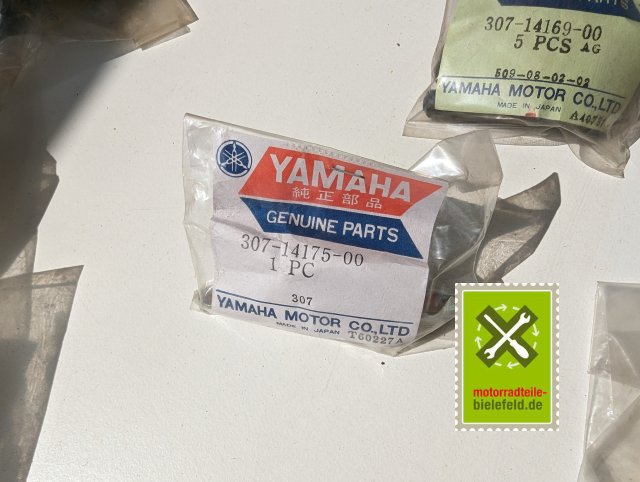 PARTS
307-14169-00
5 PCS AG
509-08-02-02
YAMAHA MOTOR CO.,LTD
MADE IN JAPAN
YAMAHA
純正部品
GENUINE PARTS
307-14175-00
1 PC
307
YAMAHA MOTOR CO.,LTD
MADE IN JAPAN T60227A
motorradteile-
bielefeld.de